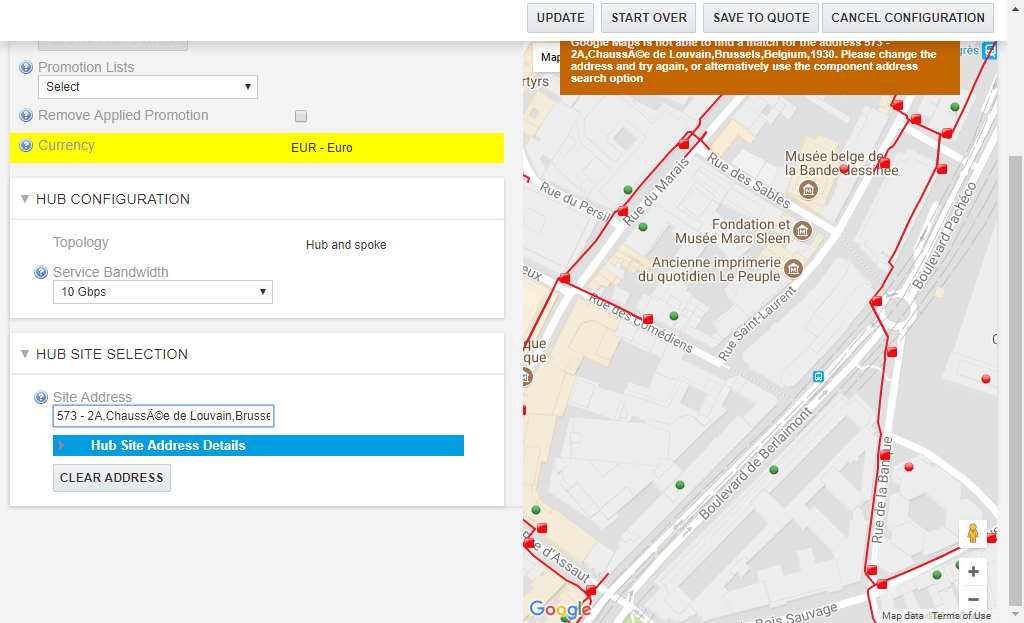 UPDATE
START OVER
SAVE TO QUOTE
CANCEL CONFIGURATION
Promotion Lists
Select
Remove Applied Promotion
Currency
EUR - Euro
HUB CONFIGURATION
Topology
Hub and spoke
Service Bandwidth
10 Gbps
HUB SITE SELECTION
Site Address
573 - 2A,ChaussÃ©e de Louvain,Brusse
Hub Site Address Details
CLEAR ADDRESS
Google Maps is not able to find a match for the address 573 -
2A,ChaussÃ©e de Louvain,Brussels,Belgium,1930. Please change the
address and try again, or alternatively use the component address
search option
Map
rtyrs
grès
Musée belge de
la Bande dessinée
Rue des Sables
Rue du Marais
Rue du Persil
Fondation et
Musée Marc Sleen
Boulevard Pachéco
Ancienne imprimerie
du quotidien Le Peuple
eux
Rue des Comédiens
Rue Saint-Laurent
que
que
Boulevard de Berlaimont
Rue de la Banque
e d'Assaut
Bois Sauvage
Google
Map data
Terms of Use